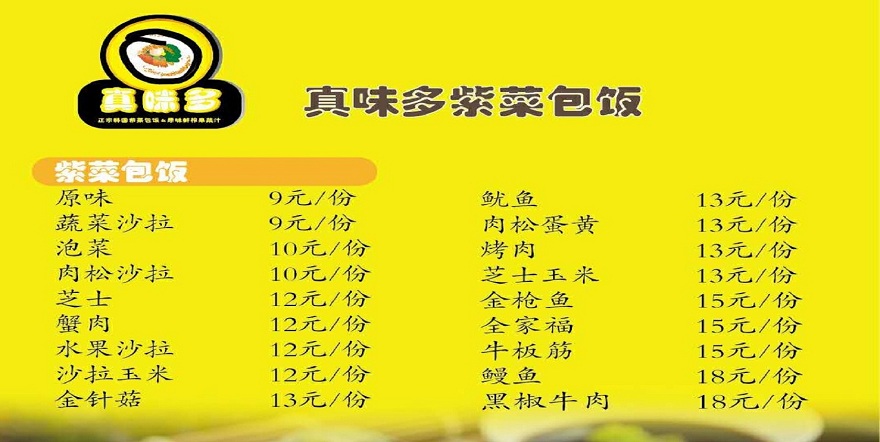 真味多
正宗韩国紫菜包饭&原味鲜榨果蔬汁
真味多紫菜包饭
紫菜包饭
原味 9元/份
蔬菜沙拉 9元/份
泡菜 10元/份
肉松沙拉 10元/份
芝士 12元/份
蟹肉 12元/份
水果沙拉 12元/份
沙拉玉米 12元/份
金针菇 13元/份
鱿鱼 13元/份
肉松蛋黄 13元/份
烤肉 13元/份
芝士玉米 13元/份
金枪鱼 15元/份
全家福 15元/份
牛板筋 15元/份
鳗鱼 18元/份
黑椒牛肉 18元/份